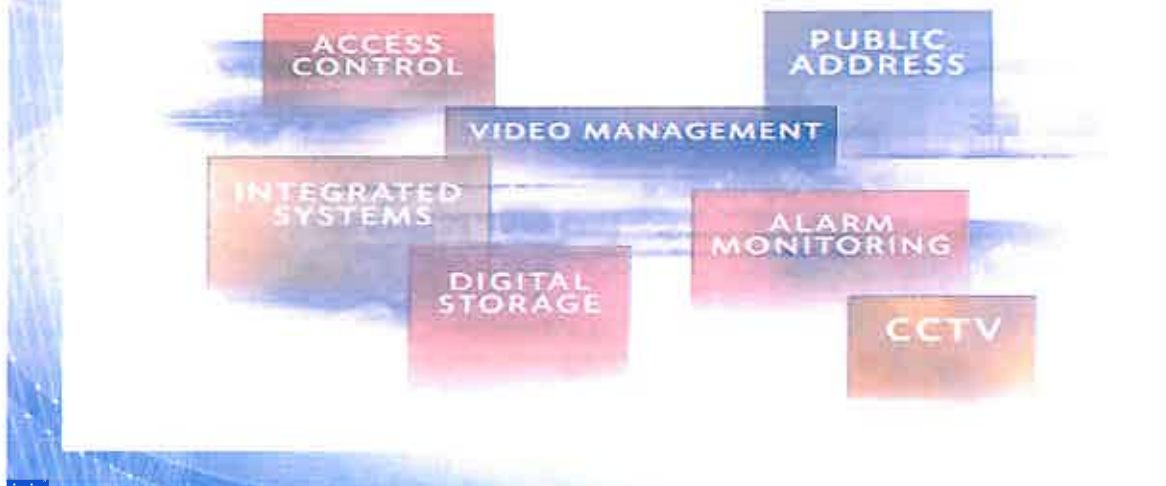 ACCESS
CONTROL
PUBLIC
ADDRESS
VIDEO MANAGEMENT
INTEGRATED
SYSTEMS
ALARM
MONITORING
DIGITAL
STORAGE
CCTV